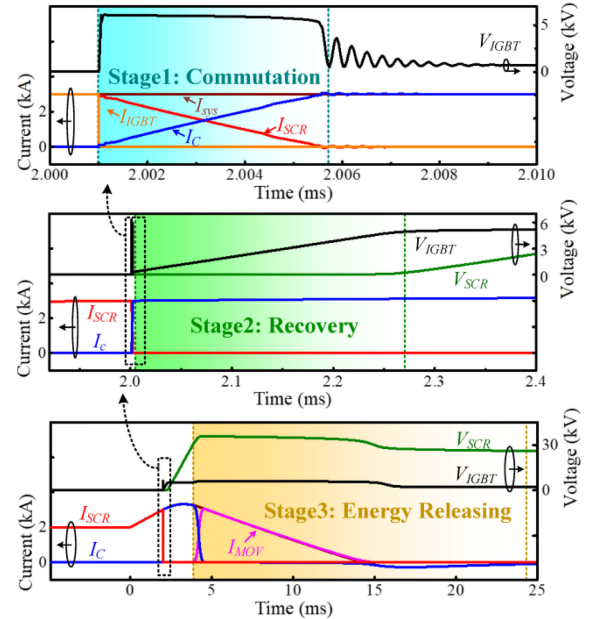 5
0
Voltage (kV)
V_IGBT
Stage1: Commutation
I_sys
I_IGBT
I_C
I_SCR
2
0
Current (kA)
2.000 2.002 2.004 2.006 2.008 2.010
Time (ms)
6
3
0
Voltage (kV)
V_IGBT
V_SCR
I_SCR
I_c
Stage2: Recovery
2
0
Current (kA)
2.0 2.1 2.2 2.3 2.4
Time (ms)
30
0
Voltage (kV)
V_SCR
V_IGBT
Stage3: Energy Releasing
I_SCR
I_C
I_MOV
2
0
Current (kA)
0 5 10 15 20 25
Time (ms)